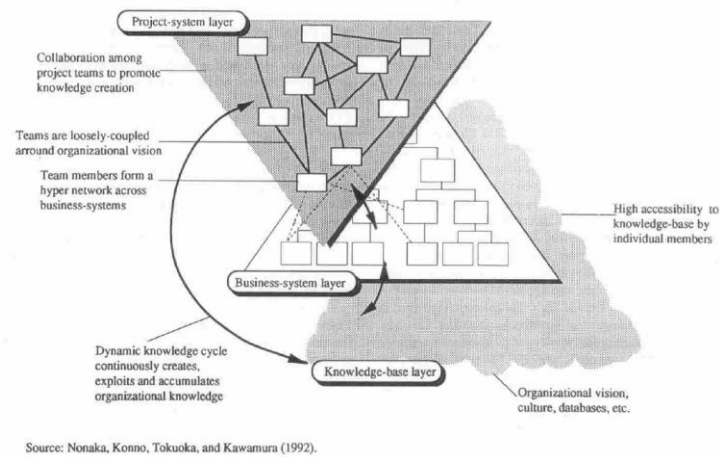 Project-system layer
Collaboration among
project teams to promote
knowledge creation
Teams are loosely-coupled
arround organizational vision
Team members form a
hyper network across
business-systems
High accessibility to
knowledge-base by
individual members
Business-system layer
Dynamic knowledge cycle
continuously creates,
exploits and accumulates
organizational knowledge
Knowledge-base layer
Organizational vision,
culture, databases, etc.
Source: Nonaka, Konno, Tokuoka, and Kawamura (1992).